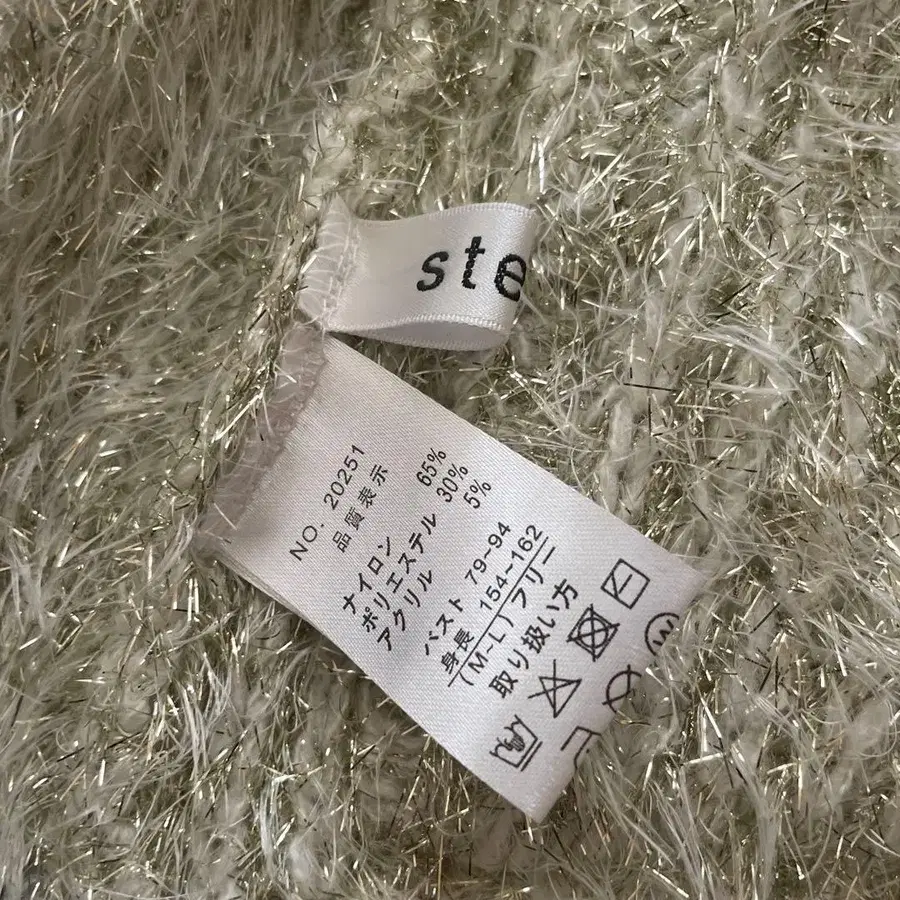 ste
NO. 20251
品質表示
ナイロン 65%
ポリエステル 30%
アクリル 5%
バスト 79~94
身長 154~162
(M~L)フリー
取り扱い方
W